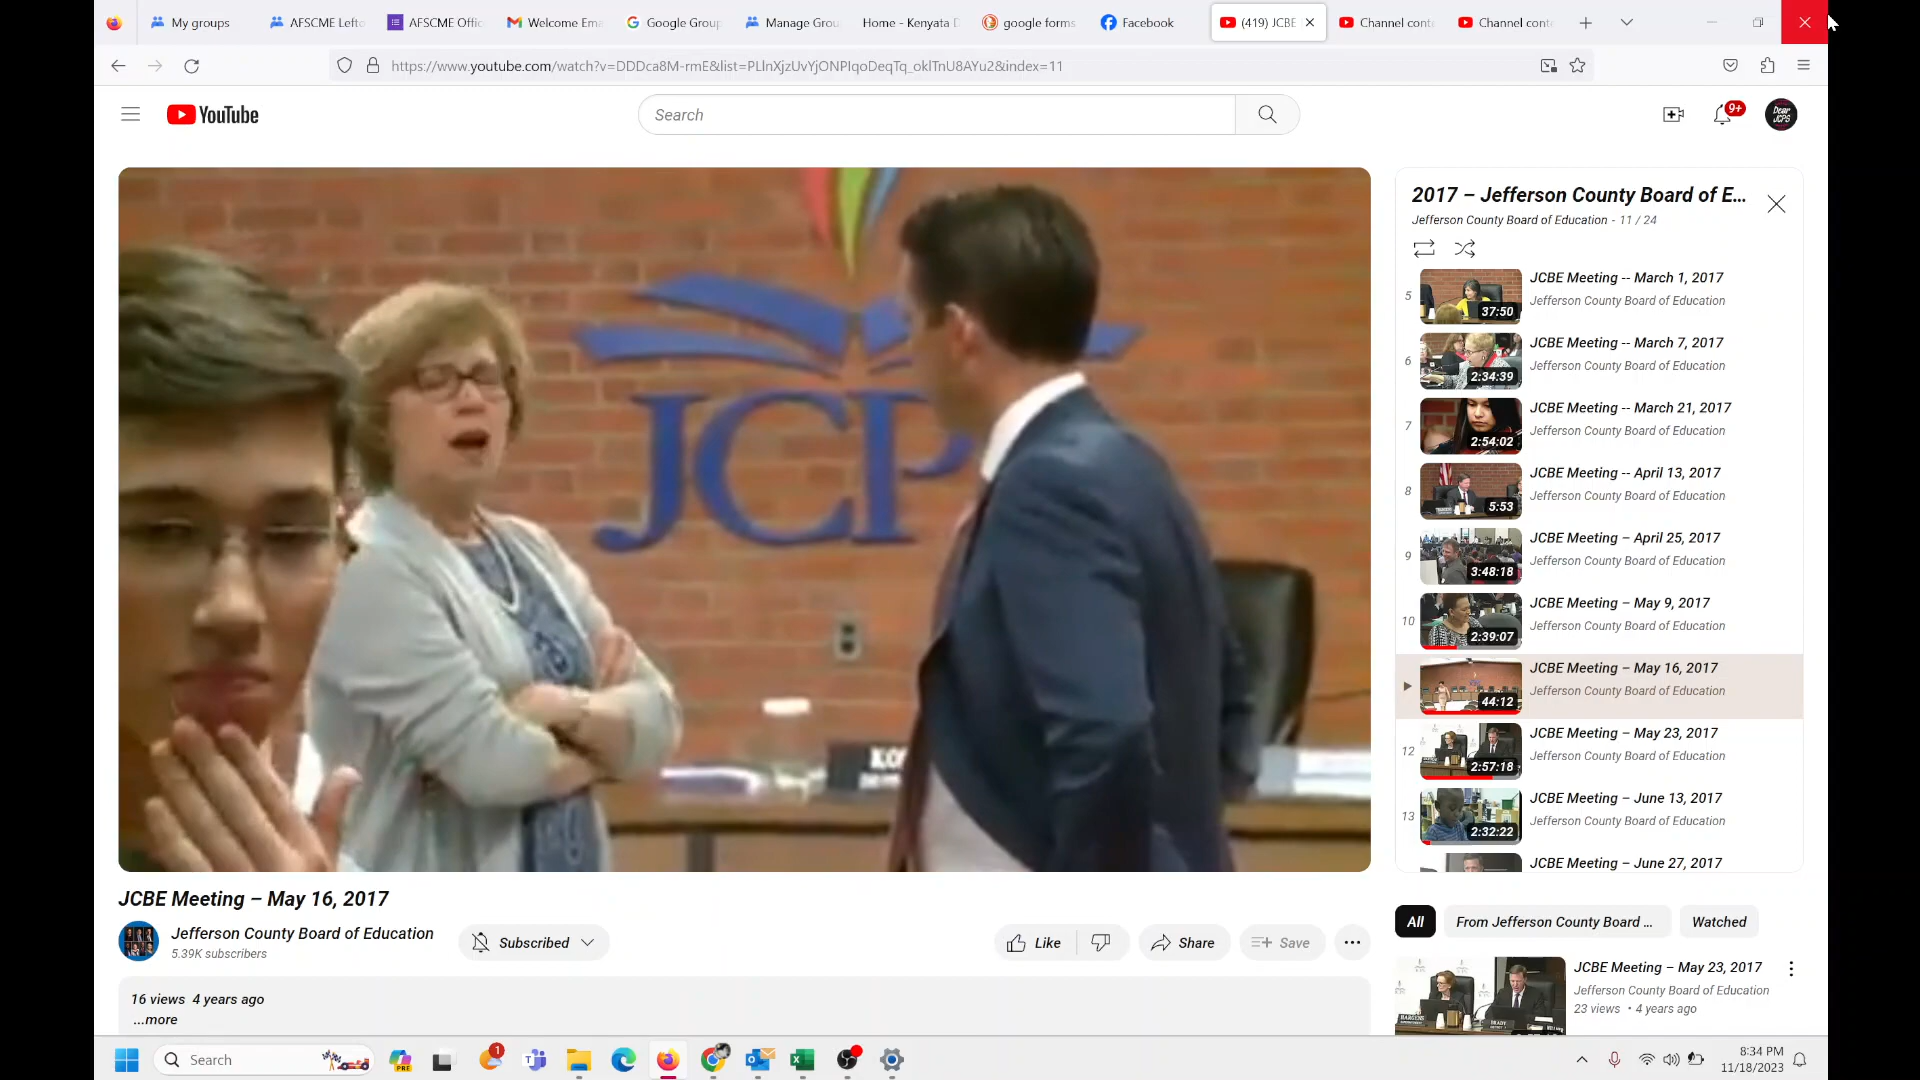 My groups
AFSCME Lefto
AFSCME Offic
Welcome Ema
Google Group
Manage Grou
Home - Kenyata D
google forms
Facebook
(419) JCBE
Channel cont
Channel cont
https://www.youtube.com/watch?v=DDDca8M-rmE&list=PLlnXjzUvYjONPIqoDeqTq_oklTnU8AYu2&index=11
YouTube
Search
9+
Dear
JCPS
JCP
2017 – Jefferson County Board of E...
Jefferson County Board of Education - 11 / 24
5
37:50
JCBE Meeting -- March 1, 2017
Jefferson County Board of Education
6
2:34:39
JCBE Meeting -- March 7, 2017
Jefferson County Board of Education
7
2:54:02
JCBE Meeting -- March 21, 2017
Jefferson County Board of Education
8
5:53
JCBE Meeting -- April 13, 2017
Jefferson County Board of Education
9
3:48:18
JCBE Meeting – April 25, 2017
Jefferson County Board of Education
10
2:39:07
JCBE Meeting – May 9, 2017
Jefferson County Board of Education
44:12
JCBE Meeting – May 16, 2017
Jefferson County Board of Education
12
2:57:18
JCBE Meeting – May 23, 2017
Jefferson County Board of Education
13
2:32:22
JCBE Meeting – June 13, 2017
Jefferson County Board of Education
JCBE Meeting – June 27, 2017
JCBE Meeting – May 16, 2017
Jefferson County Board of Education
5.39K subscribers
Subscribed
Like
Share
Save
16 views 4 years ago
...more
All
From Jefferson County Board ...
Watched
JCBE Meeting – May 23, 2017
Jefferson County Board of Education
23 views • 4 years ago
Search
PRE
1
8:34 PM
11/18/2023